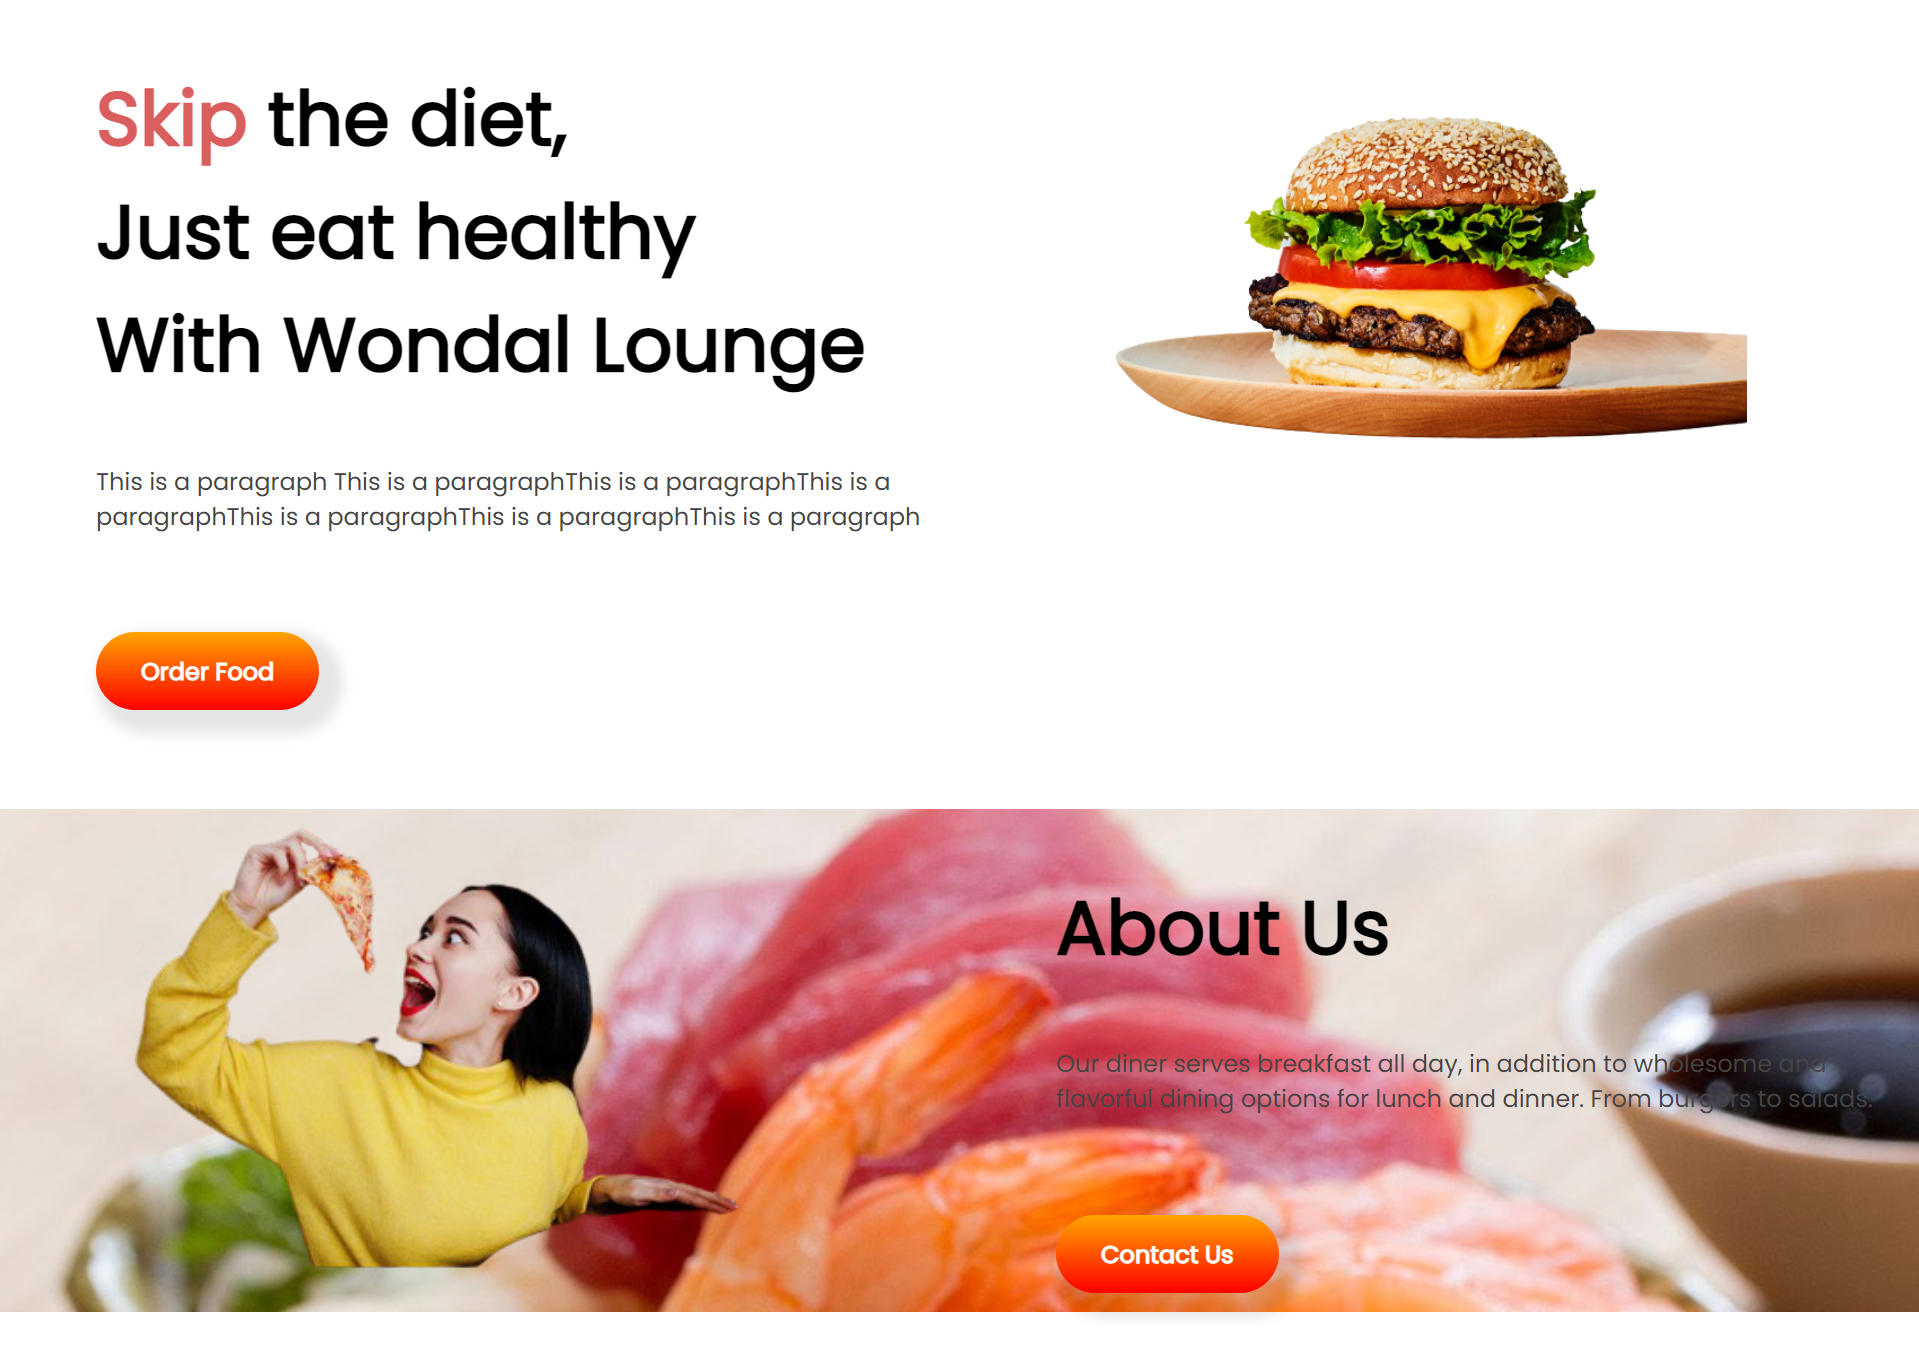 Skip the diet,
Just eat healthy
With Wondal Lounge
This is a paragraph This is a paragraphThis is a paragraphThis is a
paragraphThis is a paragraphThis is a paragraphThis is a paragraph
Order Food
About Us
Our diner serves breakfast all day, in addition to wholesome and
flavorful dining options for lunch and dinner. From burgers to salads.
Contact Us